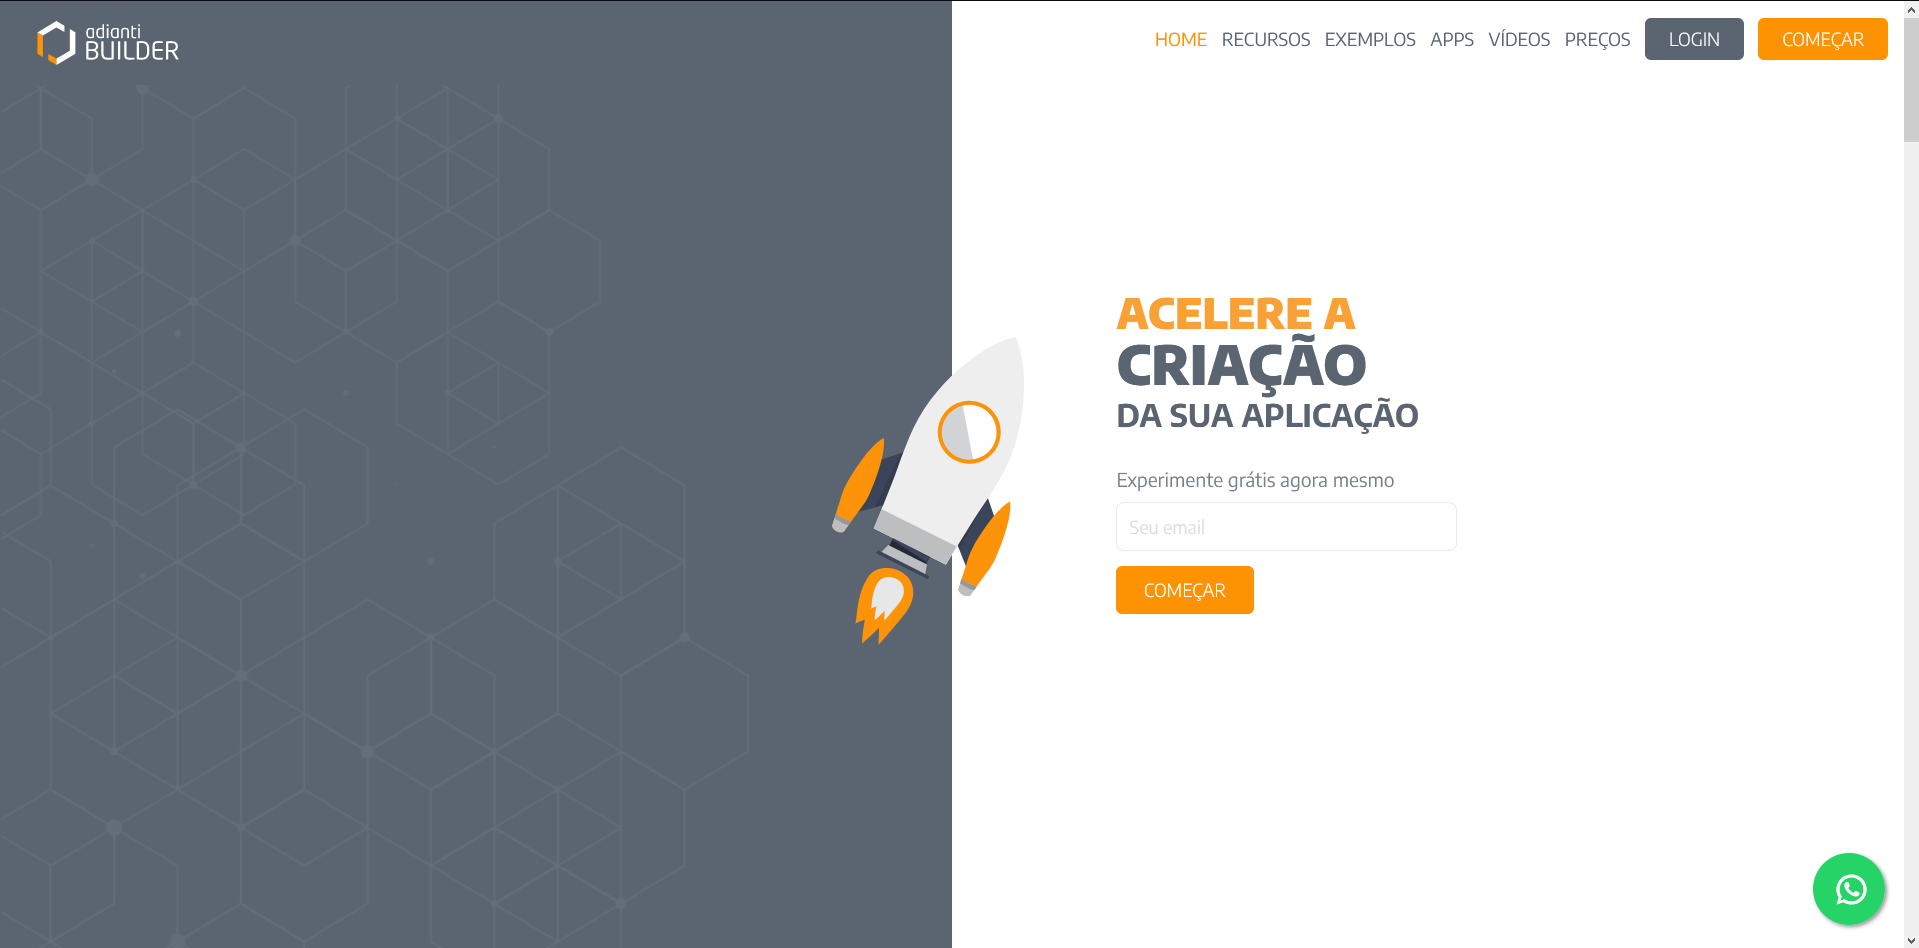 adianti
BUILDER
HOME RECURSOS EXEMPLOS APPS VÍDEOS PREÇOS LOGIN COMEÇAR
ACELERE A
CRIAÇÃO
DA SUA APLICAÇÃO
Experimente grátis agora mesmo
Seu email
COMEÇAR